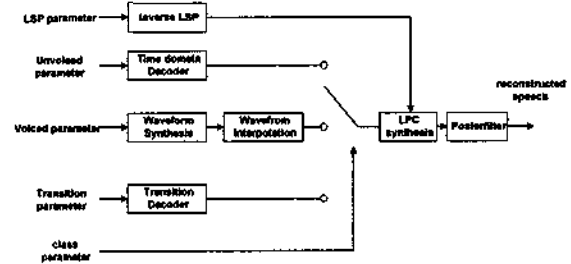 LSP parameter
Inverse LSP
Unvoiced
parameter
Time domain
Decoder
reconstructed
speech
Voiced parameter
Waveform
Synthesis
Wavefrom
Interpolation
LPC
synthesis
Postenfilter
Transition
parameter
Transition
Decoder
class
parameter